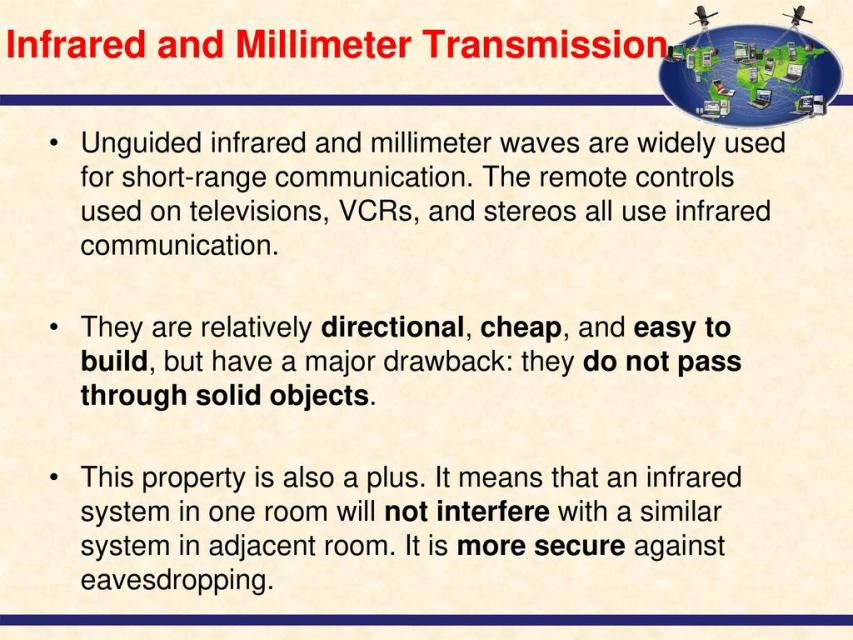 Infrared and Millimeter Transmission
• Unguided infrared and millimeter waves are widely used
for short-range communication. The remote controls
used on televisions, VCRs, and stereos all use infrared
communication.
• They are relatively directional, cheap, and easy to
build, but have a major drawback: they do not pass
through solid objects.
• This property is also a plus. It means that an infrared
system in one room will not interfere with a similar
system in adjacent room. It is more secure against
eavesdropping.